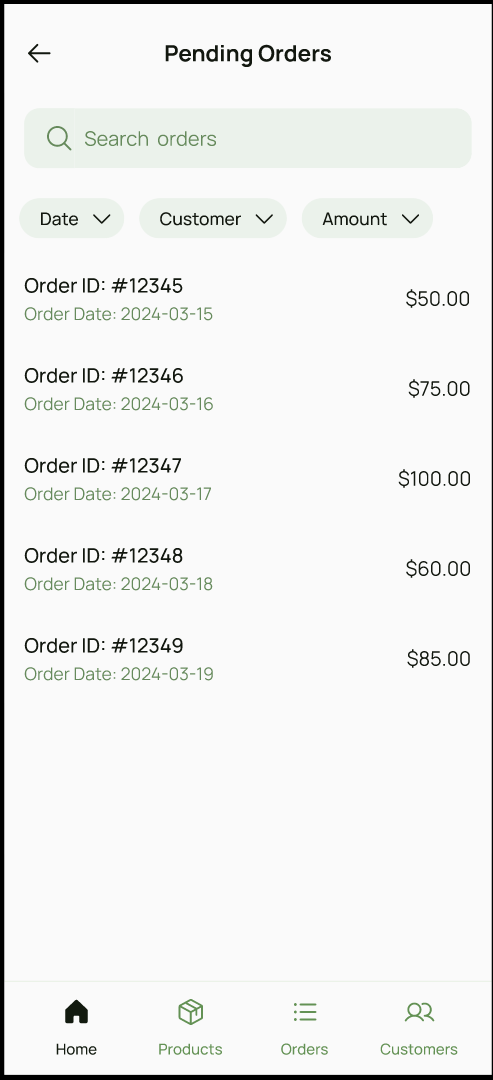 Pending Orders
Search orders
Date Customer Amount
Order ID: #12345
$50.00
Order Date: 2024-03-15
Order ID: #12346
$75.00
Order Date: 2024-03-16
Order ID: #12347
$100.00
Order Date: 2024-03-17
Order ID: #12348
$60.00
Order Date: 2024-03-18
Order ID: #12349
$85.00
Order Date: 2024-03-19
Home Products Orders Customers